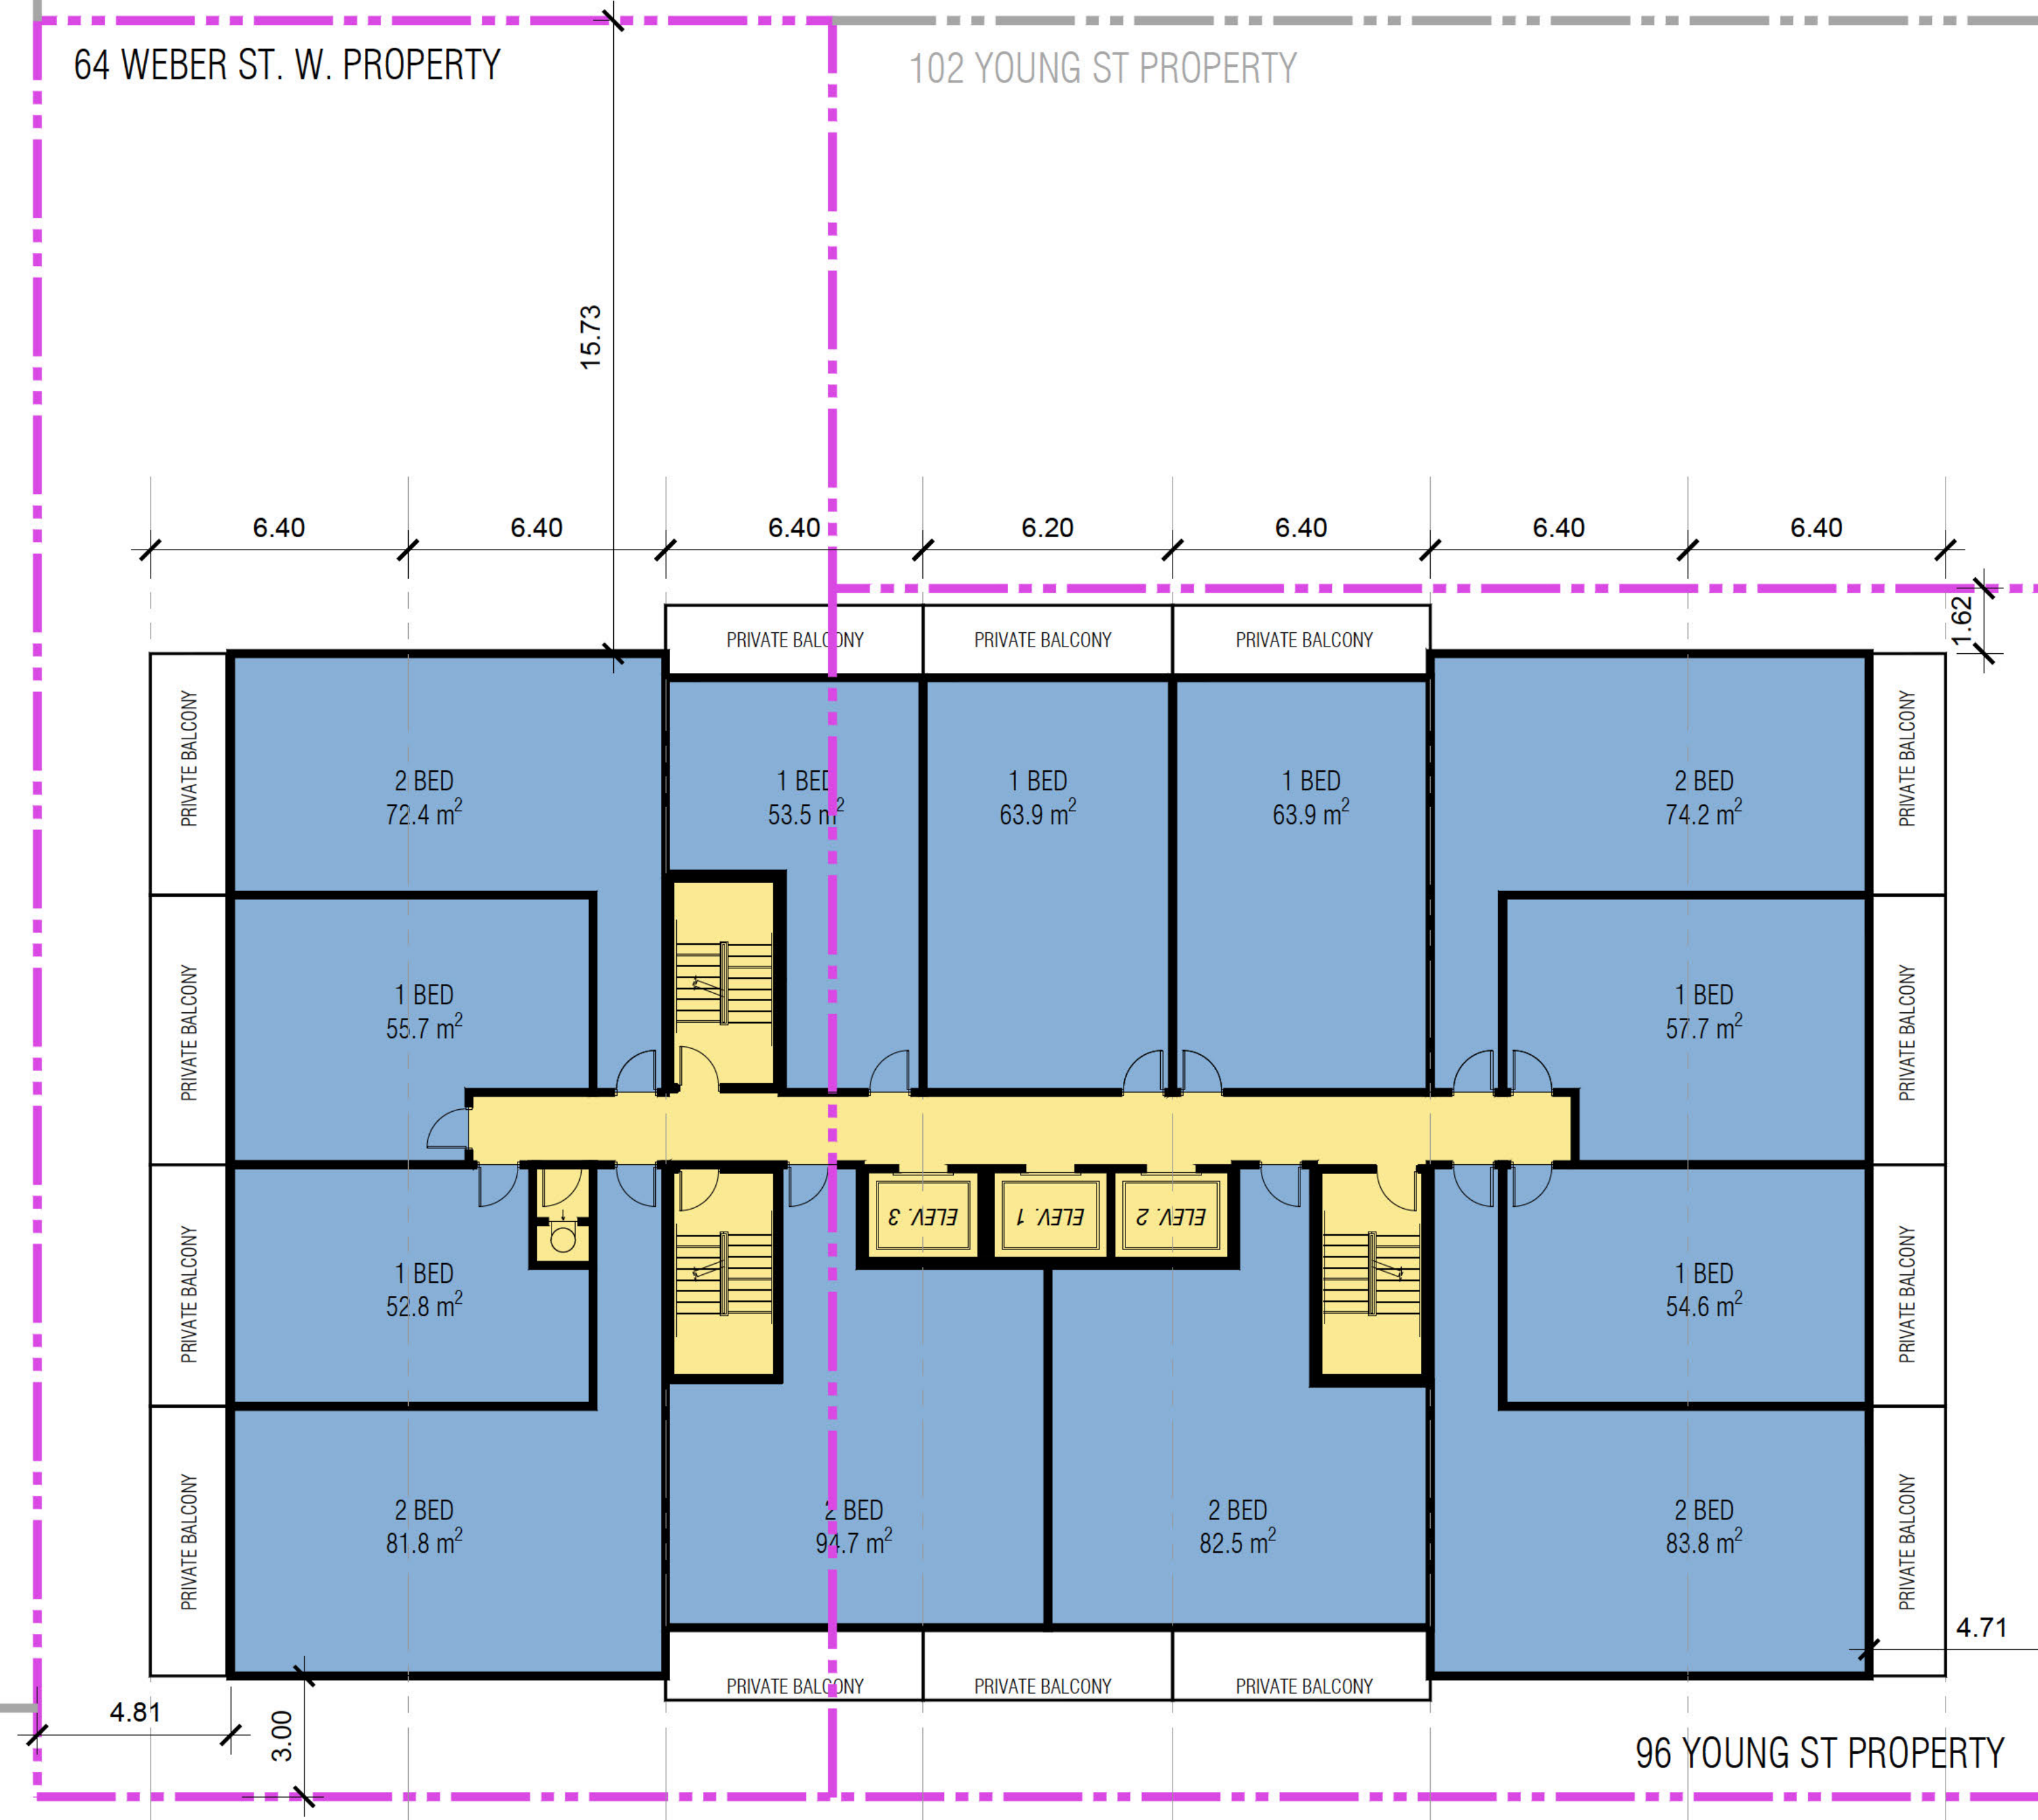 64 WEBER ST. W. PROPERTY
102 YOUNG ST PROPERTY
15.73
6.40
6.40
6.40
6.20
6.40
6.40
6.40
1.62
PRIVATE BALCONY
PRIVATE BALCONY
PRIVATE BALCONY
PRIVATE BALCONY
2 BED
72.4 m²
1 BED
53.5 m²
1 BED
63.9 m²
1 BED
63.9 m²
2 BED
74.2 m²
PRIVATE BALCONY
PRIVATE BALCONY
1 BED
55.7 m²
1 BED
57.7 m²
PRIVATE BALCONY
ELEV. 3
ELEV. 1
ELEV. 2
PRIVATE BALCONY
1 BED
52.8 m²
1 BED
54.6 m²
PRIVATE BALCONY
PRIVATE BALCONY
2 BED
81.8 m²
2 BED
94.7 m²
2 BED
82.5 m²
2 BED
83.8 m²
PRIVATE BALCONY
4.71
PRIVATE BALCONY
PRIVATE BALCONY
PRIVATE BALCONY
4.81
3.00
96 YOUNG ST PROPERTY